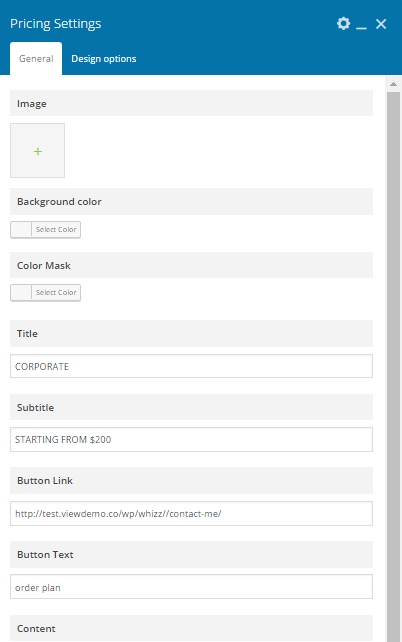 Pricing Settings
General
Design options
Image
+
Background color
Select Color
Color Mask
Select Color
Title
CORPORATE
Subtitle
STARTING FROM $200
Button Link
http://test.viewdemo.co/wp/whizz//contact-me/
Button Text
order plan
Content